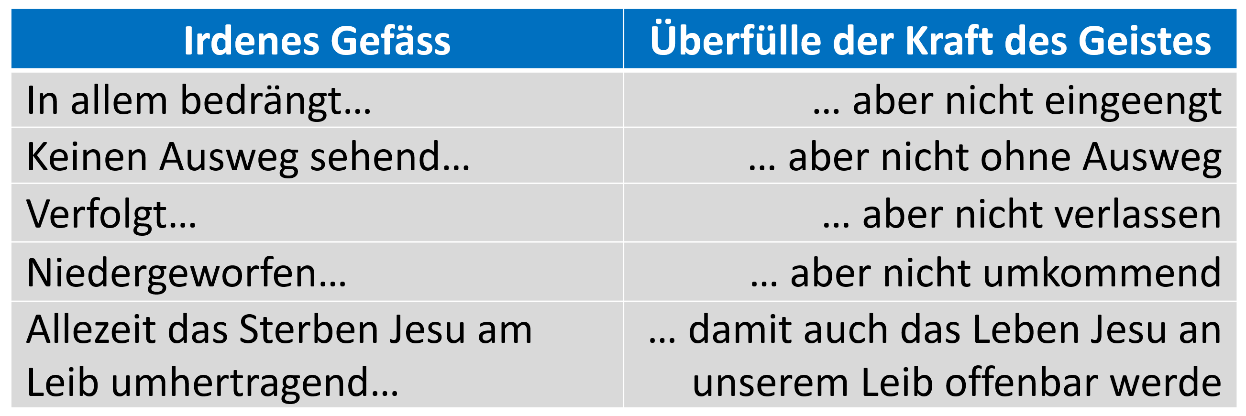 Irdenes Gefäss Überfülle der Kraft des Geistes
In allem bedrängt… … aber nicht eingeengt
Keinen Ausweg sehend… … aber nicht ohne Ausweg
Verfolgt… … aber nicht verlassen
Niedergeworfen… … aber nicht umkommend
Allezeit das Sterben Jesu am … damit auch das Leben Jesu an
Leib umhertragend… unserem Leib offenbar werde